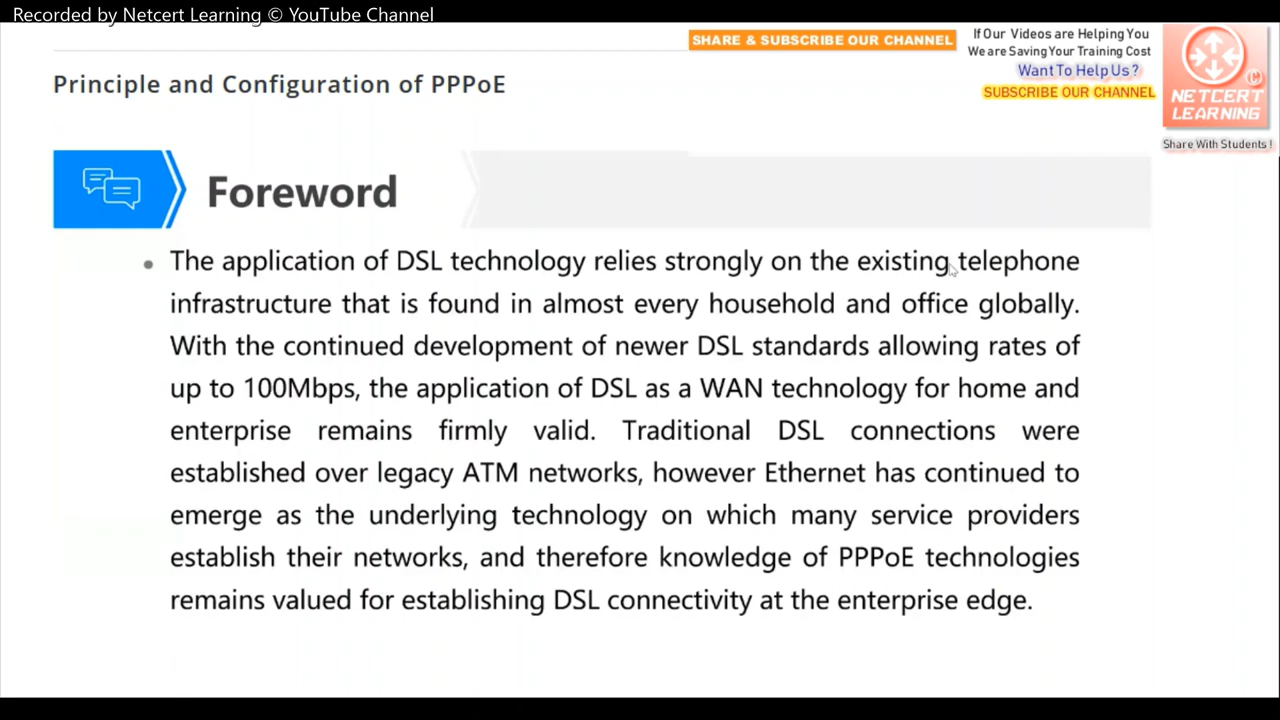 Recorded by Netcert Learning © YouTube Channel
SHARE & SUBSCRIBE OUR CHANNEL
If Our Videos are Helping You
We are Saving Your Training Cost
Want To Help Us ?
SUBSCRIBE OUR CHANNEL
NETCERT
LEARNING
©
Share With Students !
Principle and Configuration of PPPoE
Foreword
• The application of DSL technology relies strongly on the existing telephone
infrastructure that is found in almost every household and office globally.
With the continued development of newer DSL standards allowing rates of
up to 100Mbps, the application of DSL as a WAN technology for home and
enterprise remains firmly valid. Traditional DSL connections were
established over legacy ATM networks, however Ethernet has continued to
emerge as the underlying technology on which many service providers
establish their networks, and therefore knowledge of PPPoE technologies
remains valued for establishing DSL connectivity at the enterprise edge.